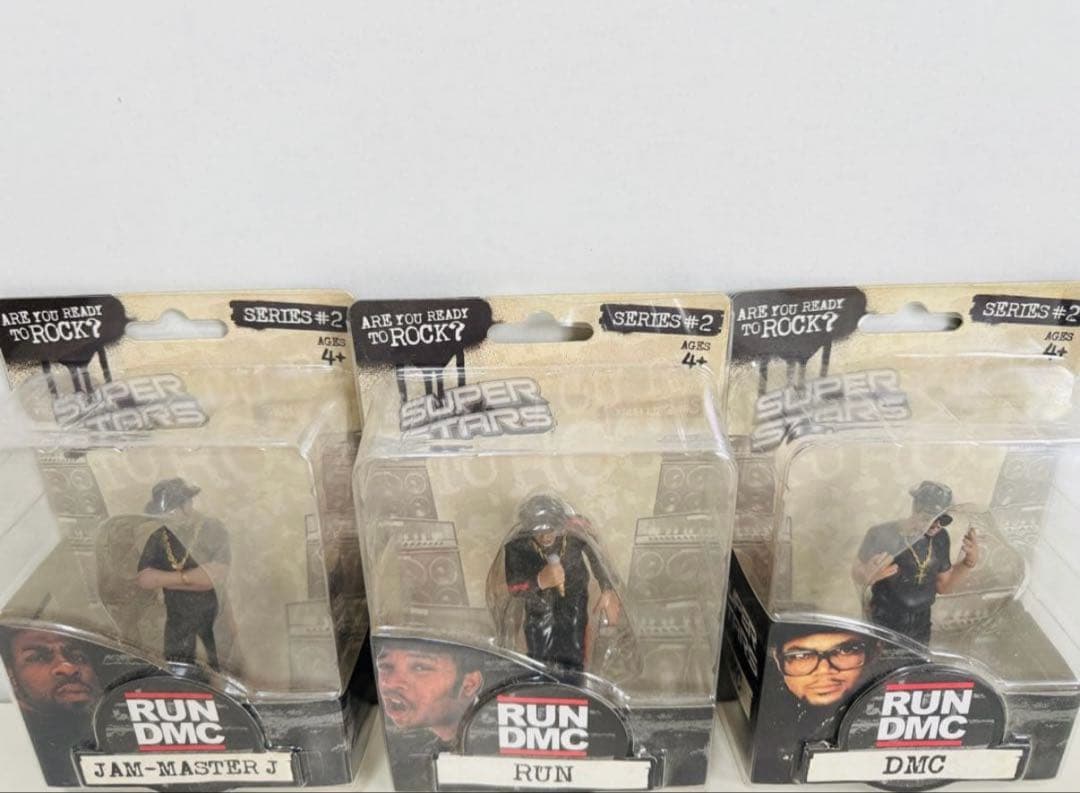 ARE YOU READY
TO ROCK?
SERIES #2
AGES
4+
SUPER
STARS
RUN
DMC
JAM-MASTER J
ARE YOU READY
TO ROCK?
SERIES #2
AGES
4+
SUPER
STARS
RUN
DMC
RUN
ARE YOU READY
TO ROCK?
SERIES #2
AGES
4+
SUPER
STARS
RUN
DMC
DMC